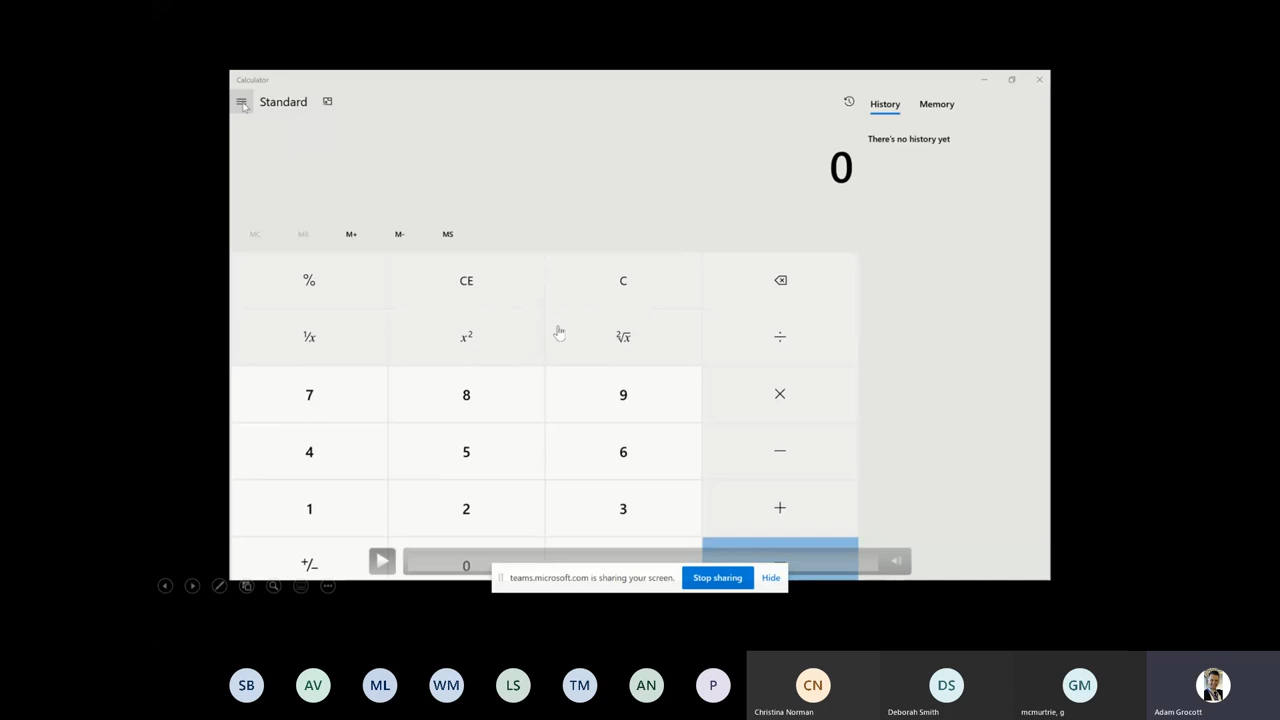 Calculator
Standard
History
Memory
There's no history yet
0
MC
MR
M+
M-
MS
%
CE
C
⅟x
x²
²√x
÷
7
8
9
×
4
5
6
−
1
2
3
+
+/−
0
teams.microsoft.com is sharing your screen.
Stop sharing
Hide
SB
AV
ML
WM
LS
TM
AN
P
CN
DS
GM
Christina Norman
Deborah Smith
mcmurtrie, g
Adam Grocott